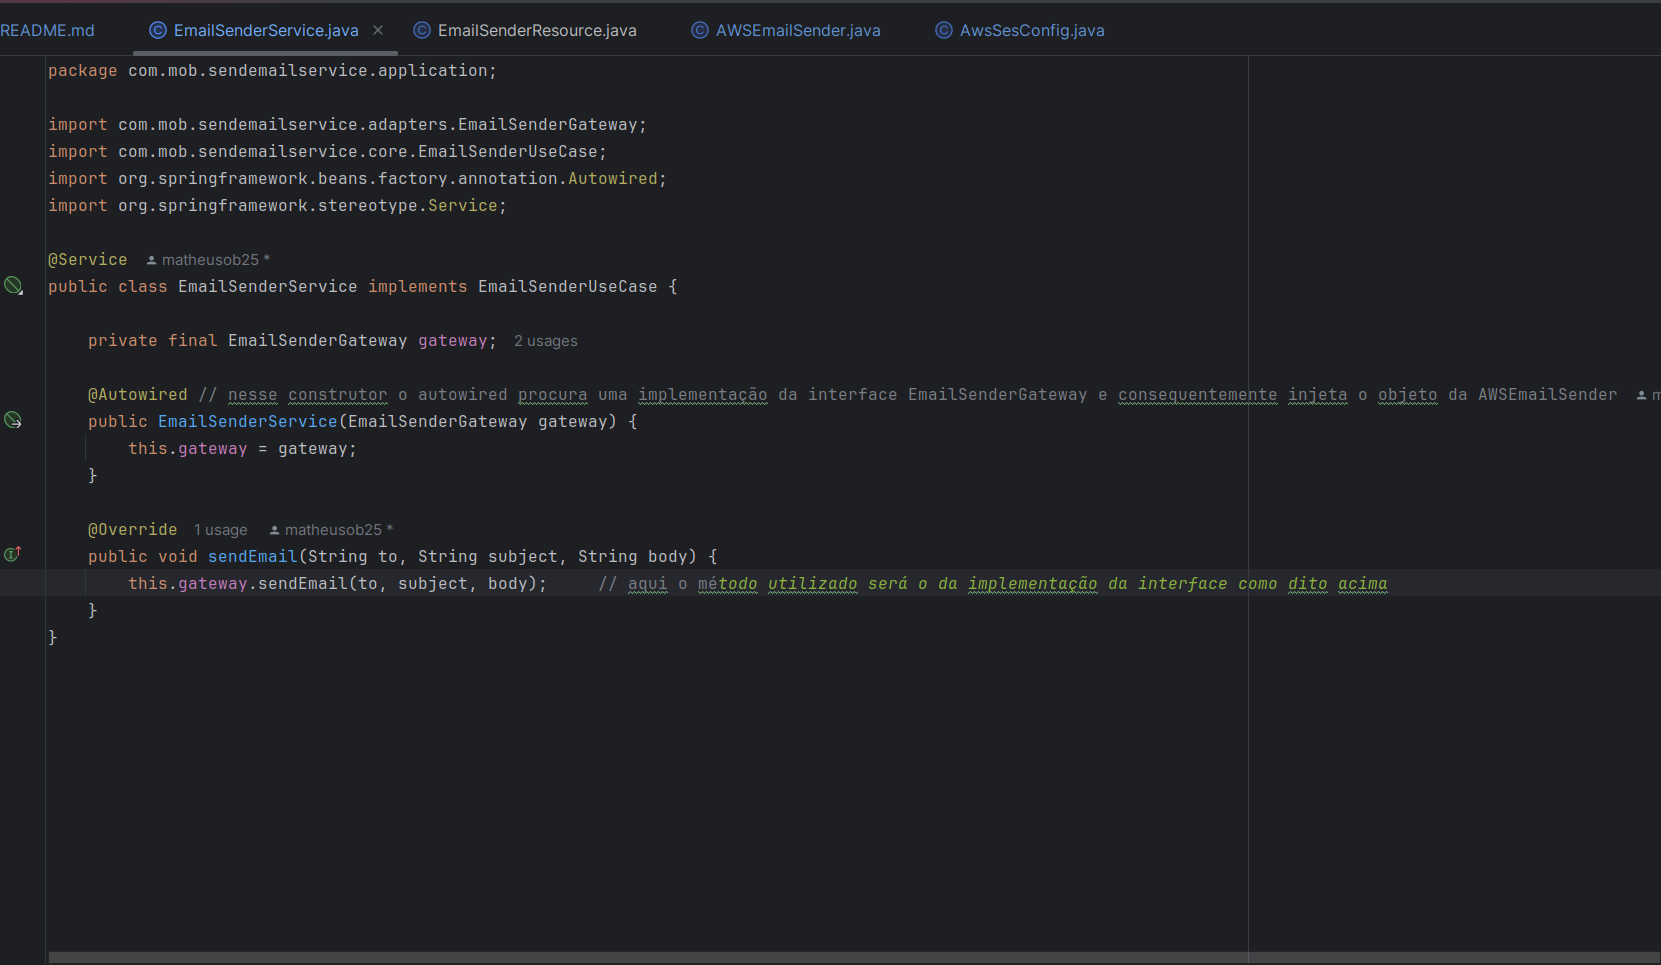 README.md EmailSenderService.java EmailSenderResource.java AWSEmailSender.java AwsSesConfig.java
package com.mob.sendemailservice.application;
import com.mob.sendemailservice.adapters.EmailSenderGateway;
import com.mob.sendemailservice.core.EmailSenderUseCase;
import org.springframework.beans.factory.annotation.Autowired;
import org.springframework.stereotype.Service;
@Service matheusob25 *
public class EmailSenderService implements EmailSenderUseCase {
private final EmailSenderGateway gateway; 2 usages
@Autowired // nesse construtor o autowired procura uma implementação da interface EmailSenderGateway e consequentemente injeta o objeto da AWSEmailSender
public EmailSenderService(EmailSenderGateway gateway) {
this.gateway = gateway;
}
@Override 1 usage matheusob25 *
public void sendEmail(String to, String subject, String body) {
this.gateway.sendEmail(to, subject, body); // aqui o método utilizado será o da implementação da interface como dito acima
}
}